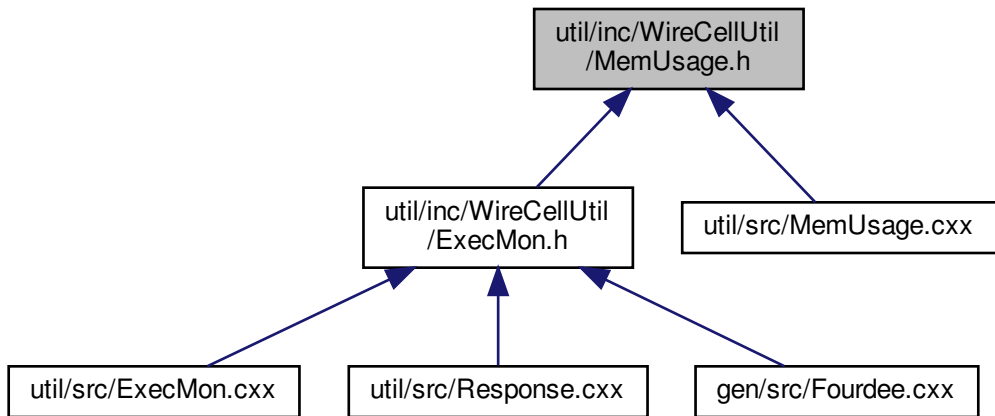 util/inc/WireCellUtil
/MemUsage.h
util/inc/WireCellUtil
/ExecMon.h
util/src/MemUsage.cxx
util/src/ExecMon.cxx
util/src/Response.cxx
gen/src/Fourdee.cxx